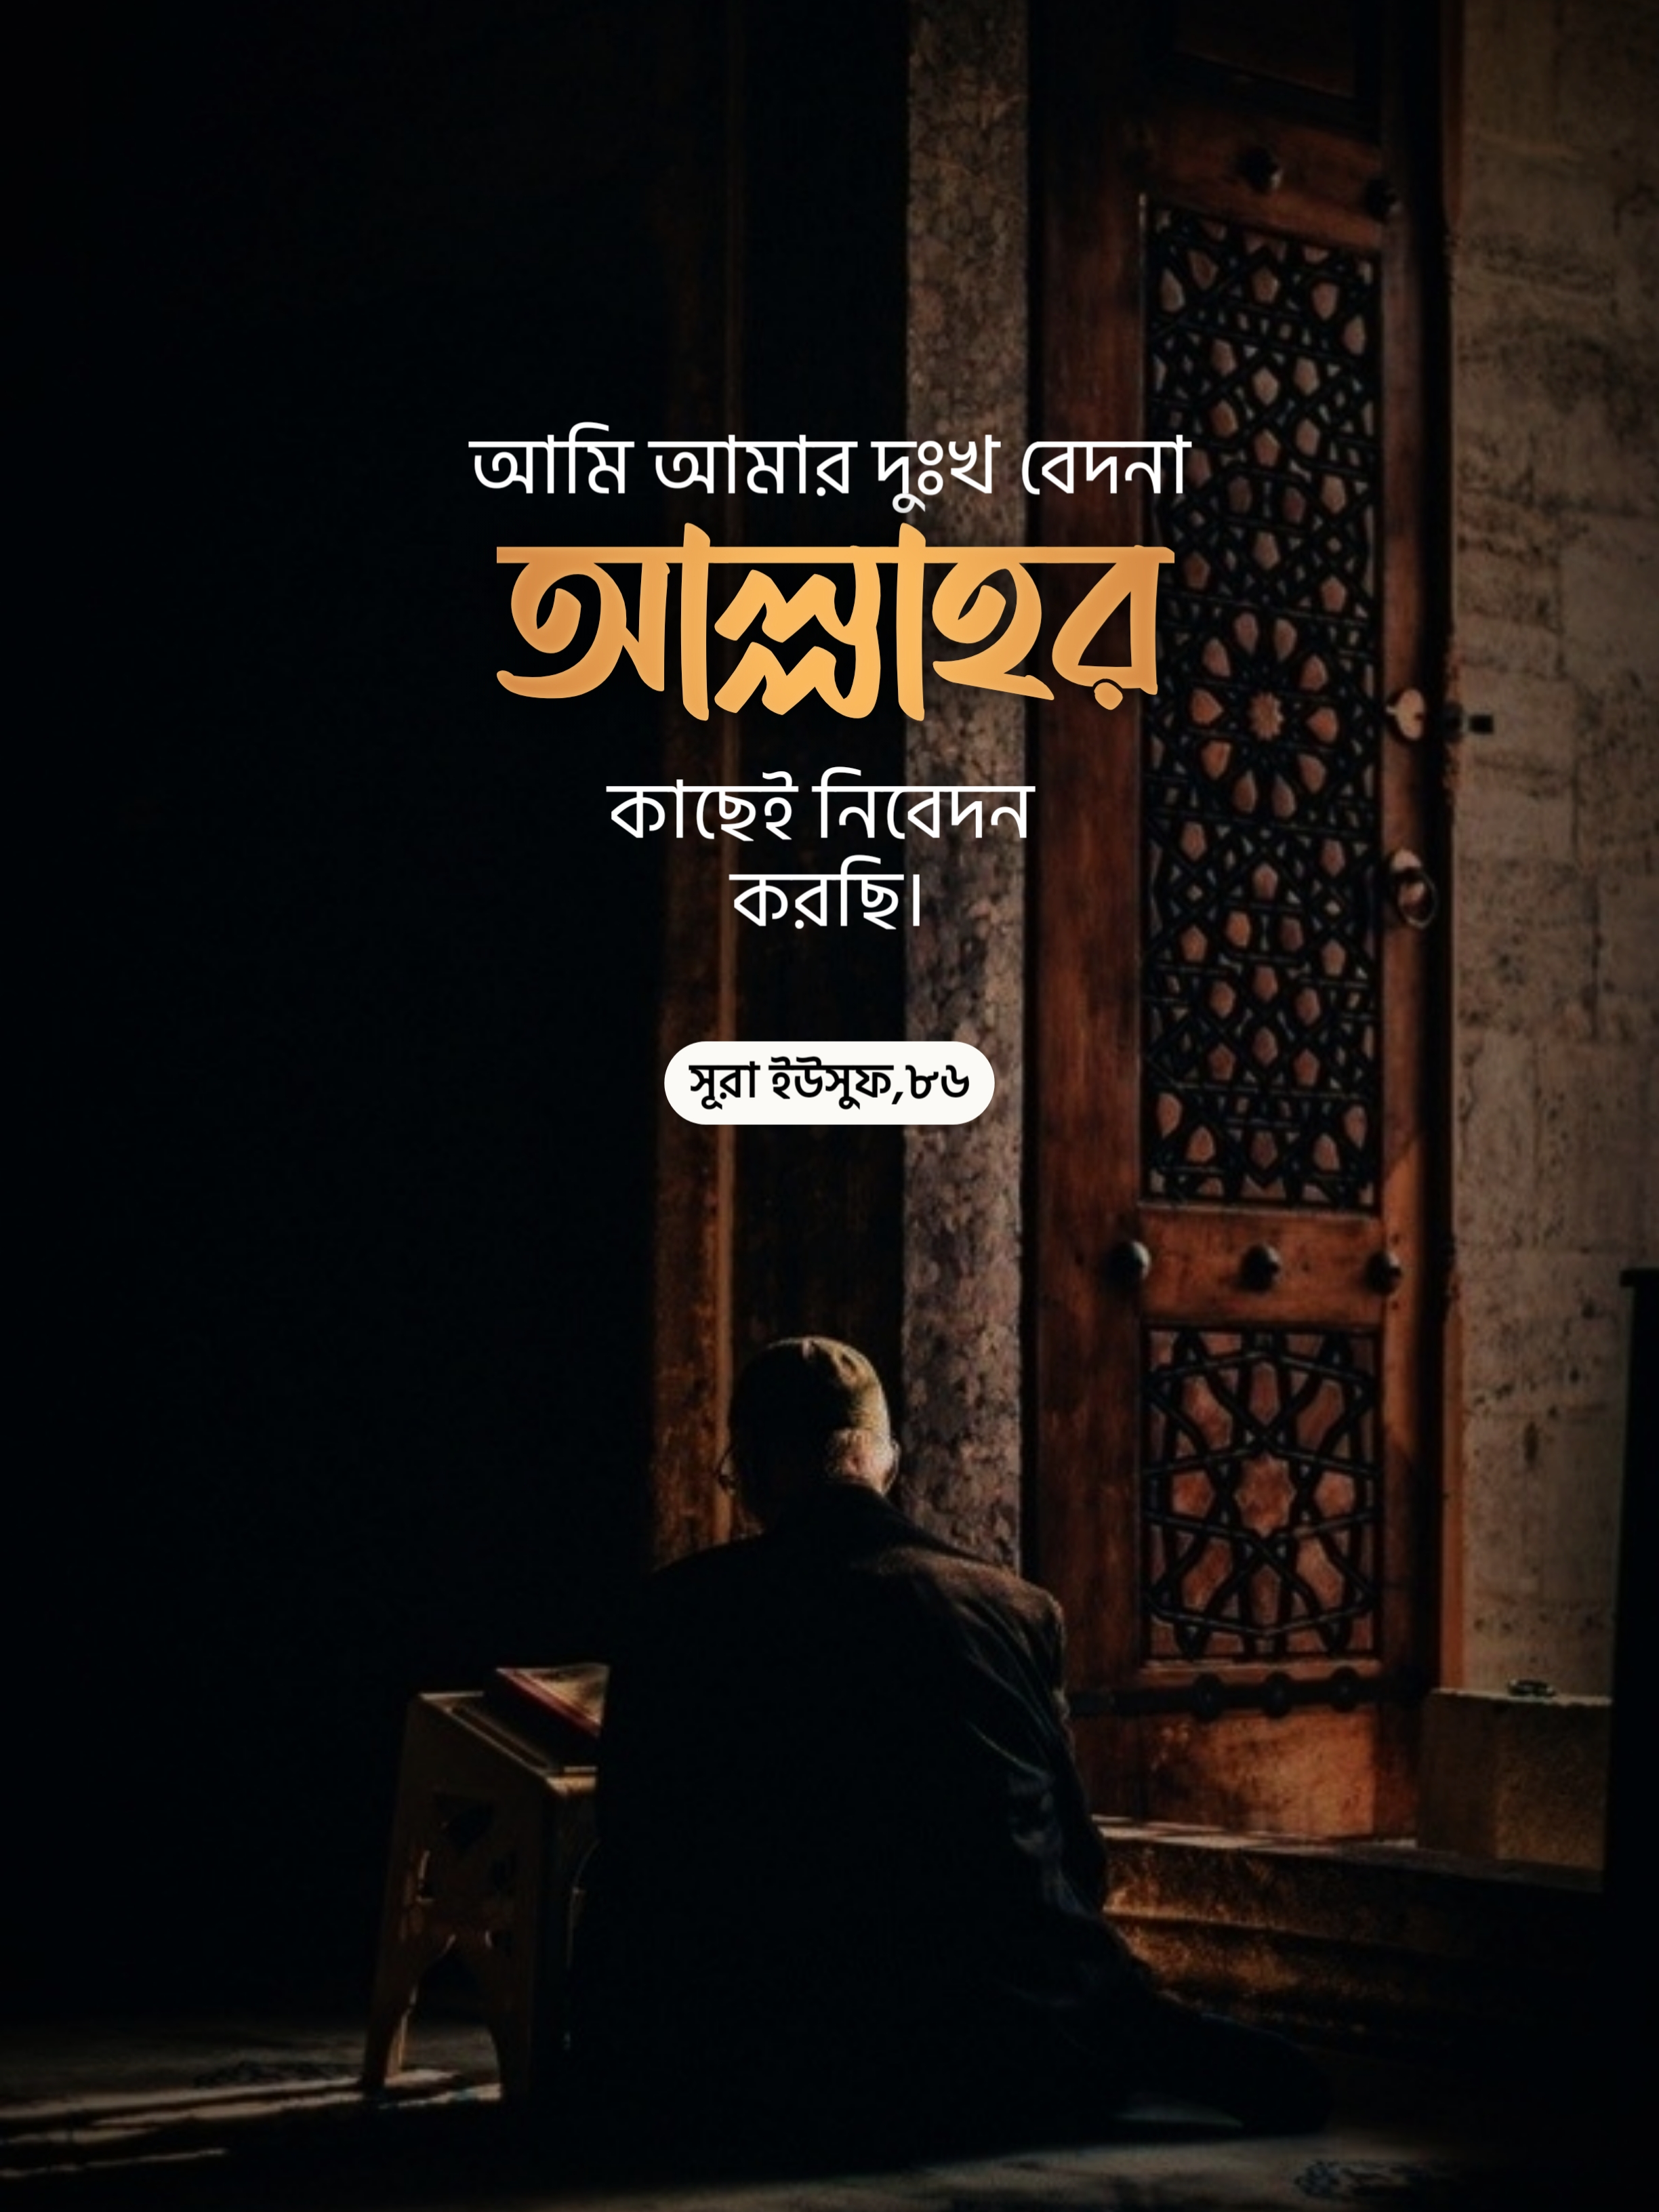 আমি আমার দুঃখ বেদনা
আল্লাহর
কাছেই নিবেদন
করছি।
সূরা ইউসুফ,৮৬